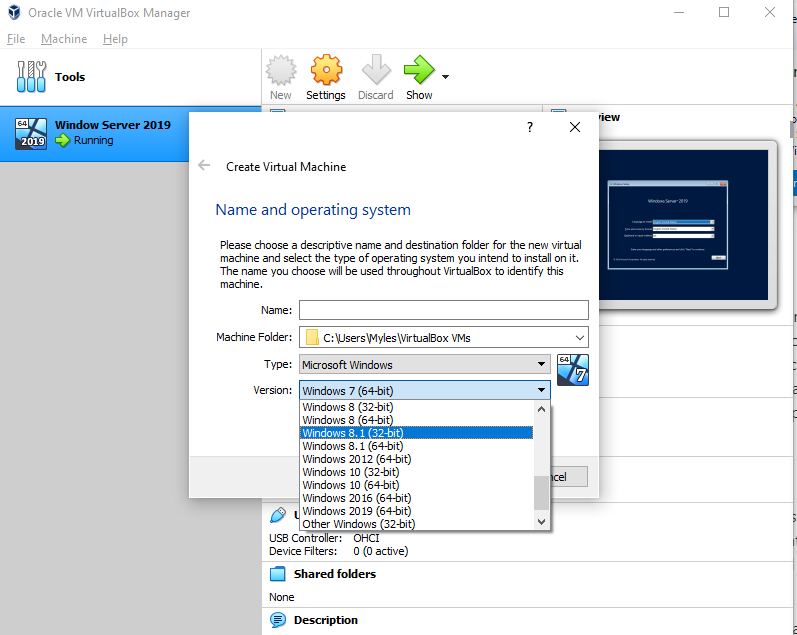 Oracle VM VirtualBox Manager
File Machine Help
Tools
New Settings Discard Show
64
2019
Window Server 2019
Running
view
?
Create Virtual Machine
Name and operating system
Please choose a descriptive name and destination folder for the new virtual
machine and select the type of operating system you intend to install on it.
The name you choose will be used throughout VirtualBox to identify this
machine.
Name:
Machine Folder: C:\Users\Myles\VirtualBox VMs
Type: Microsoft Windows
64
7
Version: Windows 7 (64-bit)
Windows 8 (32-bit)
Windows 8 (64-bit)
Windows 8.1 (32-bit)
Windows 8.1 (64-bit)
Windows 2012 (64-bit)
Windows 10 (32-bit)
Windows 10 (64-bit)
Windows 2016 (64-bit)
Windows 2019 (64-bit)
Other Windows (32-bit)
ncel
Windows Server 2019
USB Controller: OHCI
Device Filters: 0 (0 active)
Shared folders
None
Description